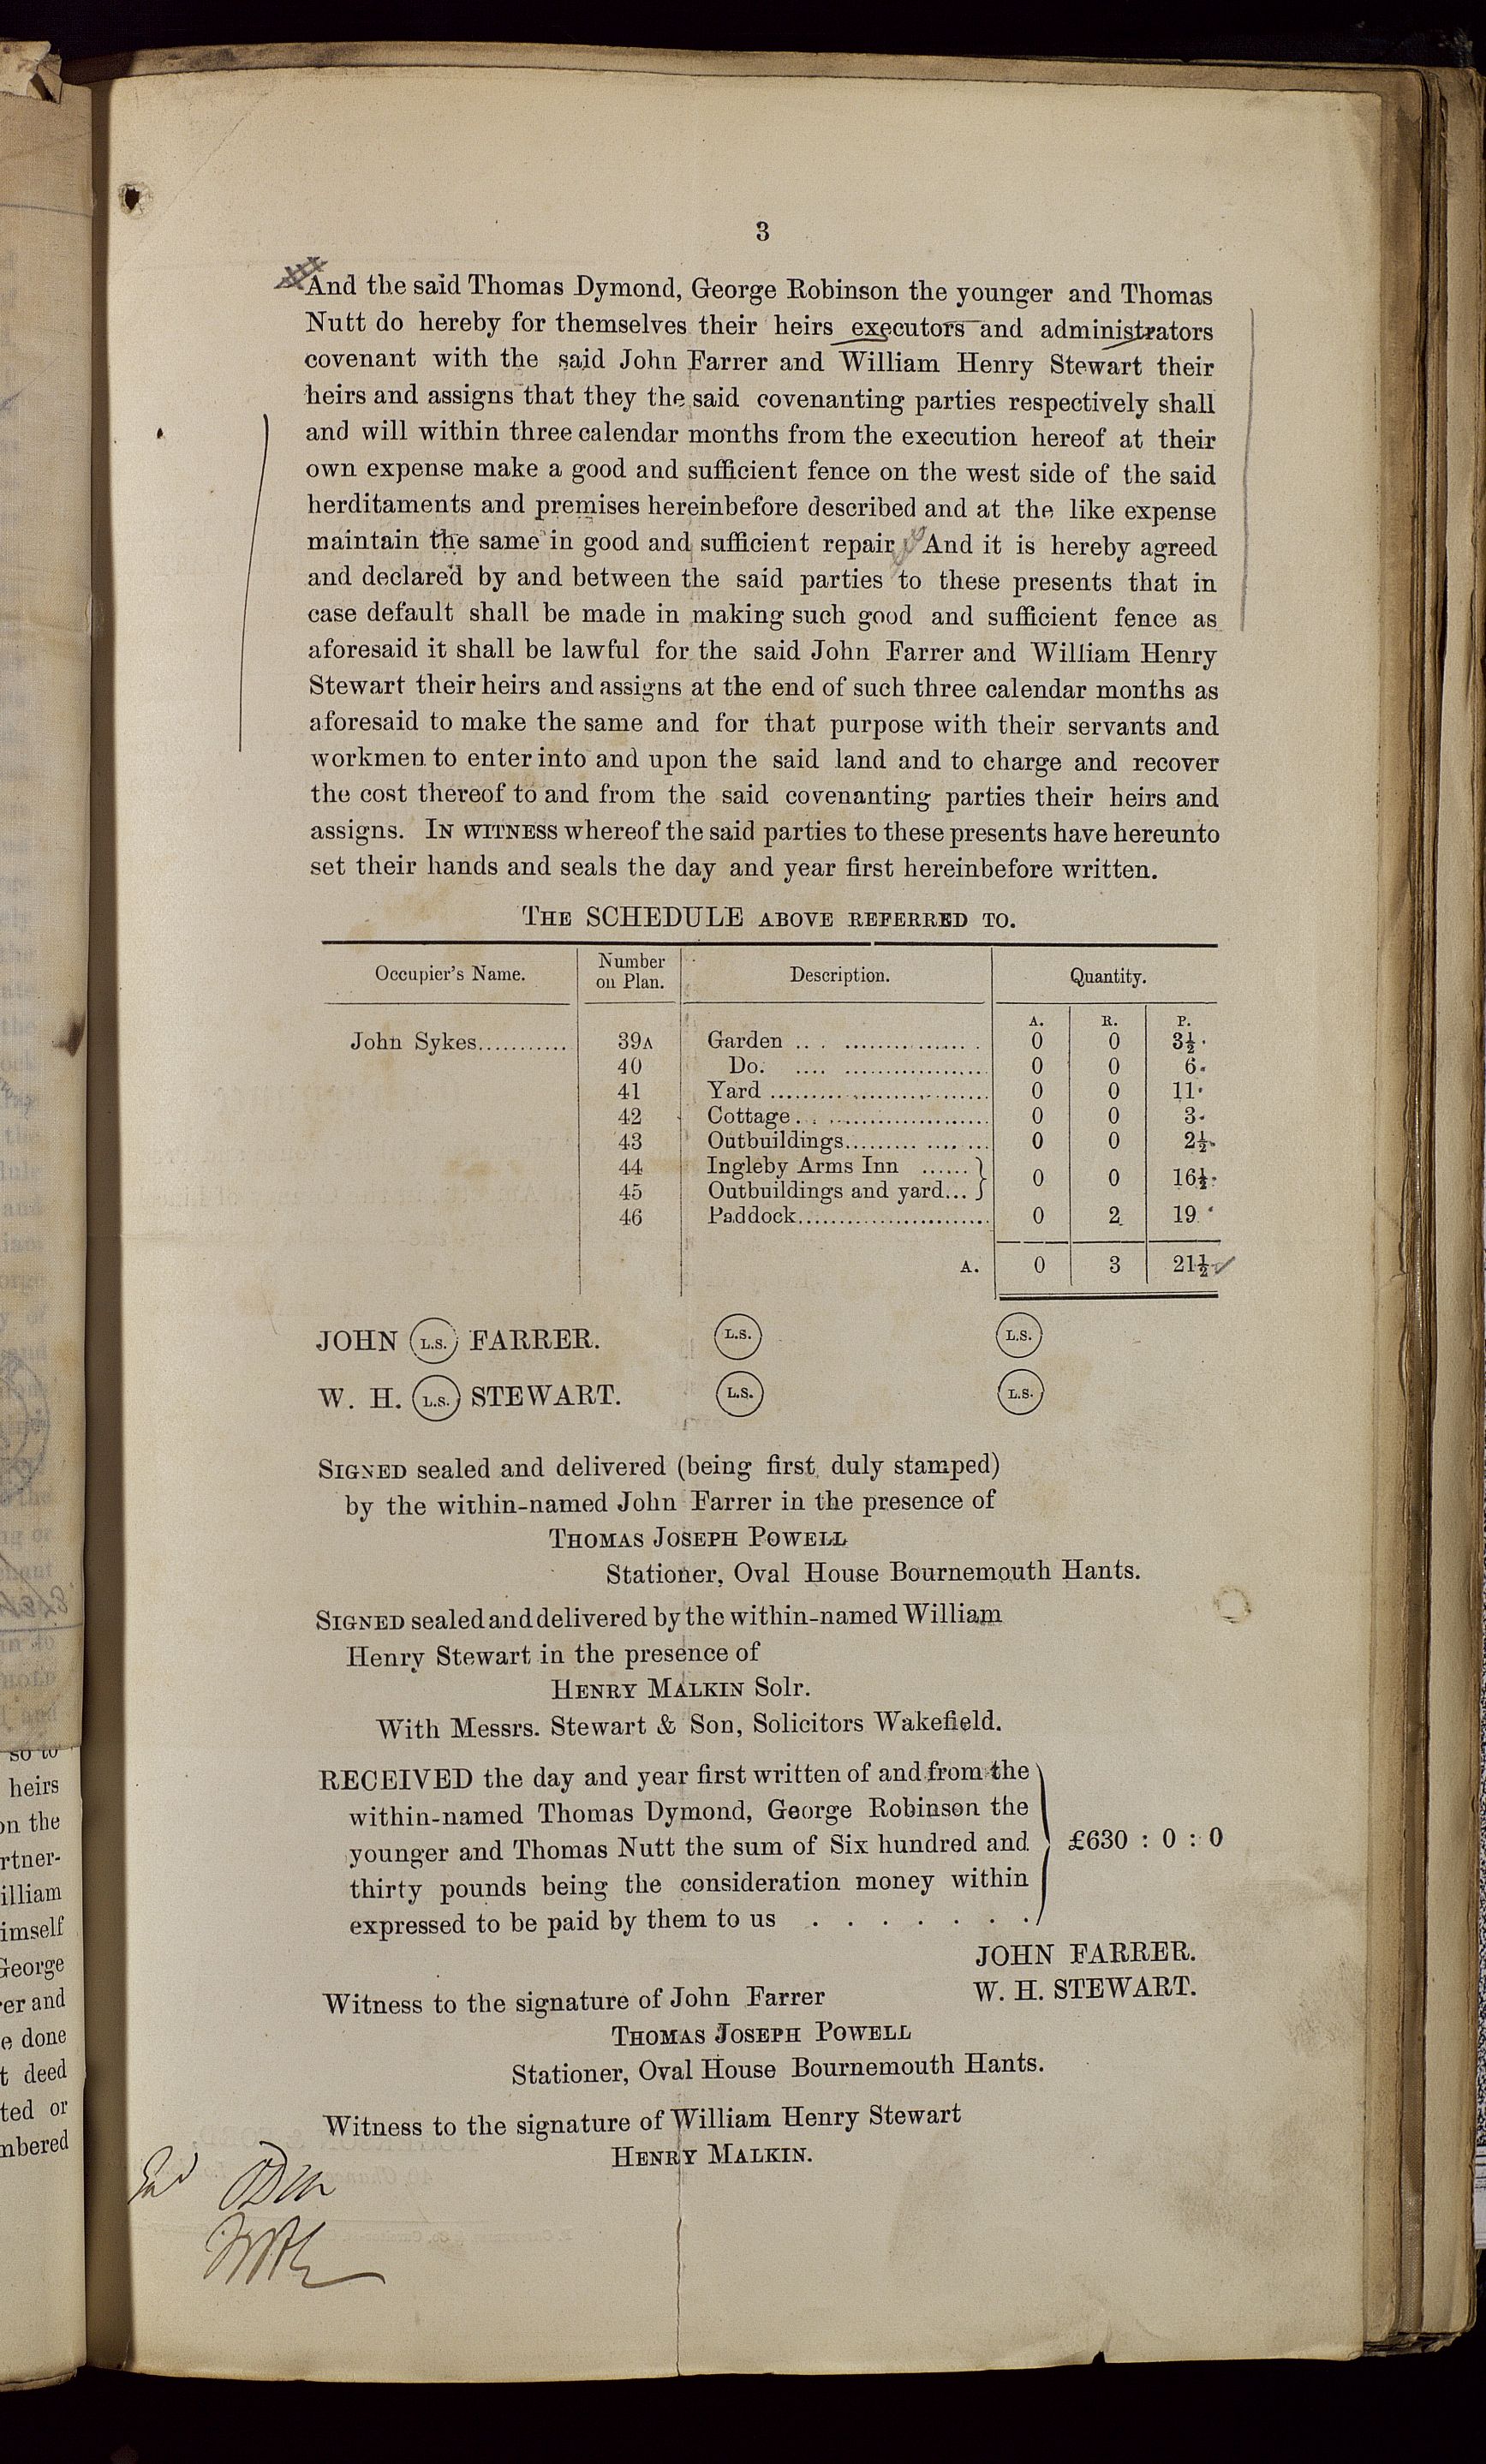 3
And the said Thomas Dymond, George Robinson the younger and Thomas
Nutt do hereby for themselves their heirs executors and administrators
covenant with the said John Farrer and William Henry Stewart their
heirs and assigns that they the said covenanting parties respectively shall
and will within three calendar months from the execution hereof at their
own expense make a good and sufficient fence on the west side of the said
herditaments and premises hereinbefore described and at the like expense
maintain the same in good and sufficient repair And it is hereby agreed
and declared by and between the said parties to these presents that in
case default shall be made in making such good and sufficient fence as
aforesaid it shall be lawful for the said John Farrer and William Henry
Stewart their heirs and assigns at the end of such three calendar months as
aforesaid to make the same and for that purpose with their servants and
workmen to enter into and upon the said land and to charge and recover
the cost thereof to and from the said covenanting parties their heirs and
assigns. IN WITNESS whereof the said parties to these presents have hereunto
set their hands and seals the day and year first hereinbefore written.
THE SCHEDULE ABOVE REFERRED TO.
Occupier's Name. Number on Plan. Description. Quantity.
A. R. P.
John Sykes........... 39A Garden .. . ................ 0 0 3½
40 Do. .... .................. 0 0 6
41 Yard ........................... 0 0 11
42 Cottage. . ..................... 0 0 3
43 Outbuildings......... .... ... 0 0 2½
44 Ingleby Arms Inn ...... }
45 Outbuildings and yard... } 0 0 16½
46 Paddock........................ 0 2 19
A. 0 3 21½
JOHN L.S. FARRER. L.S. L.S.
W. H. L.S. STEWART. L.S. L.S.
SIGNED sealed and delivered (being first duly stamped)
by the within-named John Farrer in the presence of
THOMAS JOSEPH POWELL
Stationer, Oval House Bournemouth Hants.
SIGNED sealed and delivered by the within-named William
Henry Stewart in the presence of
HENRY MALKIN Solr.
With Messrs. Stewart & Son, Solicitors Wakefield.
RECEIVED the day and year first written of and from the
within-named Thomas Dymond, George Robinson the
younger and Thomas Nutt the sum of Six hundred and £630 : 0 : 0
thirty pounds being the consideration money within
expressed to be paid by them to us . . . . . . .
JOHN FARRER.
W. H. STEWART.
Witness to the signature of John Farrer
THOMAS JOSEPH POWELL
Stationer, Oval House Bournemouth Hants.
Witness to the signature of William Henry Stewart
HENRY MALKIN.
so to
heirs
on the
rtner-
illiam
imself
George
er and
e done
t deed
ted or
mbered